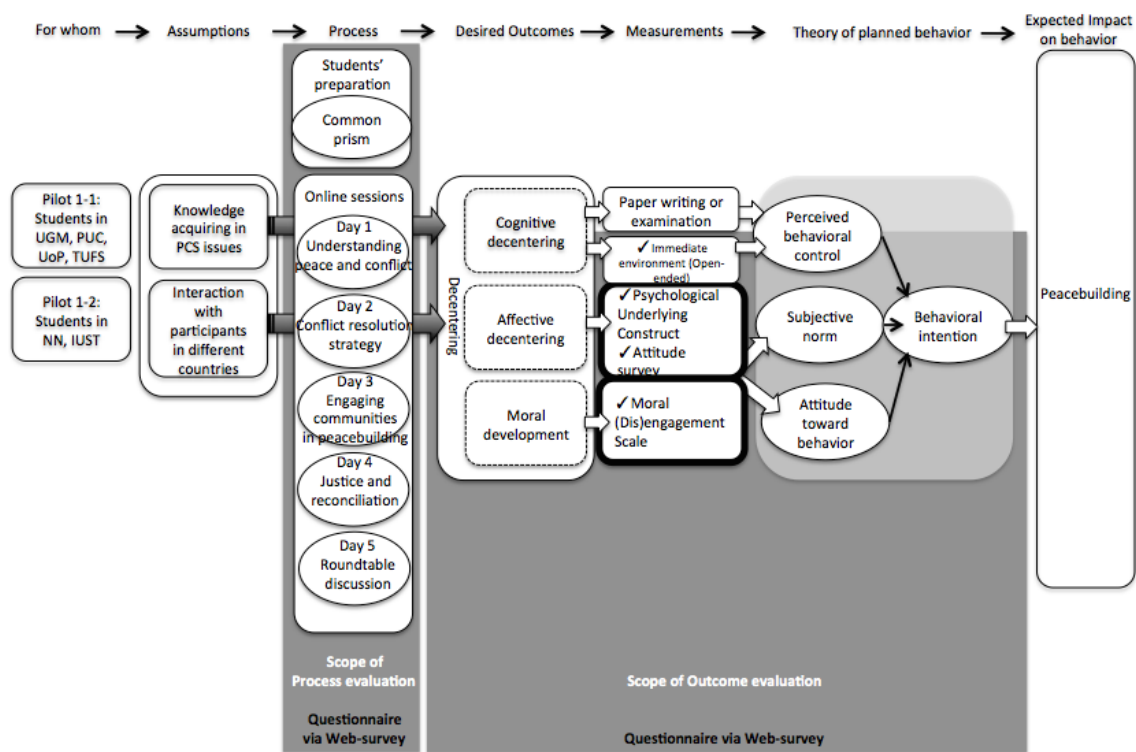 For whom
Assumptions
Process
Desired Outcomes
Measurements
Theory of planned behavior
Expected Impact
on behavior
Students'
preparation
Common
prism
Pilot 1-1:
Students in
UGM, PUC,
UoP, TUFS
Pilot 1-2:
Students in
NN, IUST
Knowledge
acquiring in
PCS issues
Interaction
with
participants
in different
countries
Online sessions
Day 1
Understanding
peace and conflict
Day 2
Conflict resolution
strategy
Day 3
Engaging
communities
in peacebuilding
Day 4
Justice and
reconciliation
Day 5
Roundtable
discussion
Decentering
Cognitive
decentering
Affective
decentering
Moral
development
Paper writing or
examination
✓ Immediate
environment (Open-
ended)
✓Psychological
Underlying
Construct
✓Attitude
survey
✓Moral
(Dis)engagement
Scale
Perceived
behavioral
control
Subjective
norm
Attitude
toward
behavior
Behavioral
intention
Peacebuilding
Scope of
Process evaluation
Scope of Outcome evaluation
Questionnaire
via Web-survey
Questionnaire via Web-survey